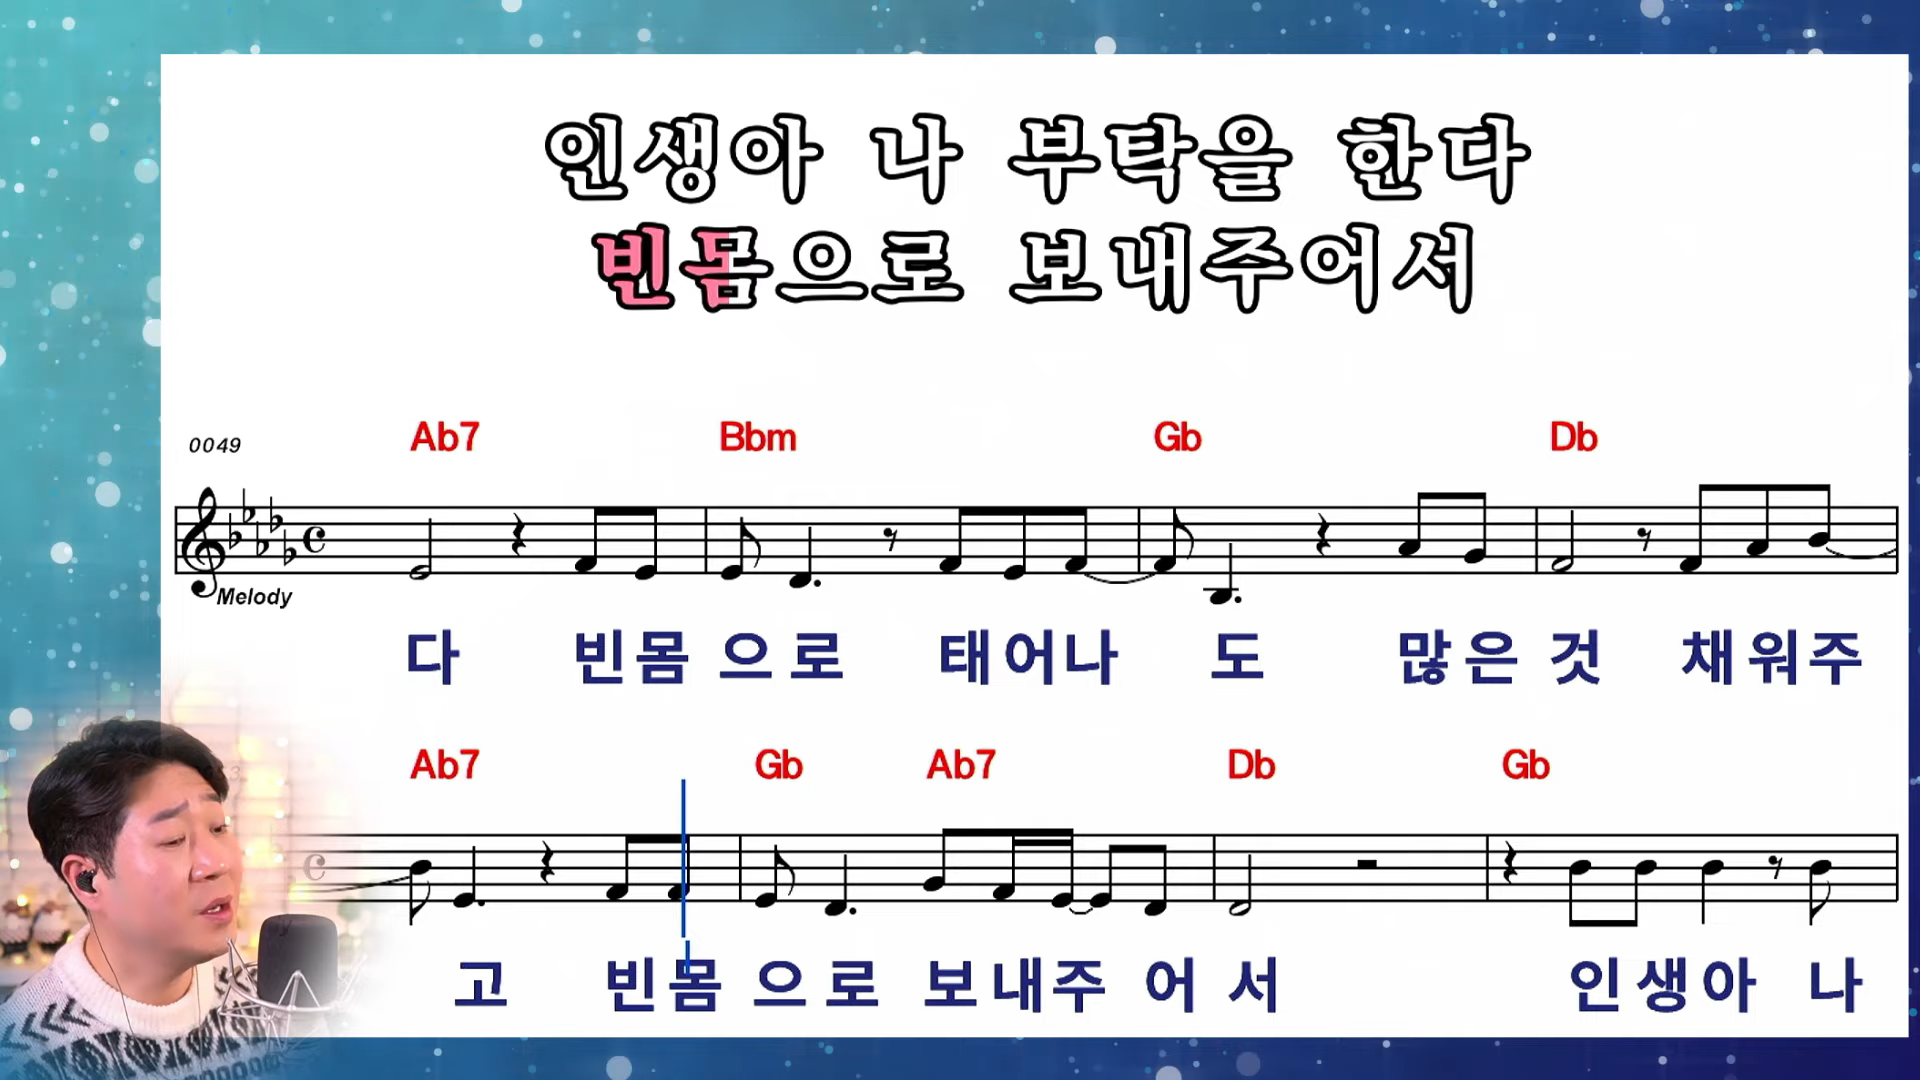 인생아 나 부탁을 한다
빈몸으로 보내주어서
0049
Ab7 Bbm Gb Db
Melody
다 빈몸 으 로 태어나 도 많은 것 채워주
Ab7 Gb Ab7 Db Gb
고 빈몸 으 로 보내주 어 서 인생아 나